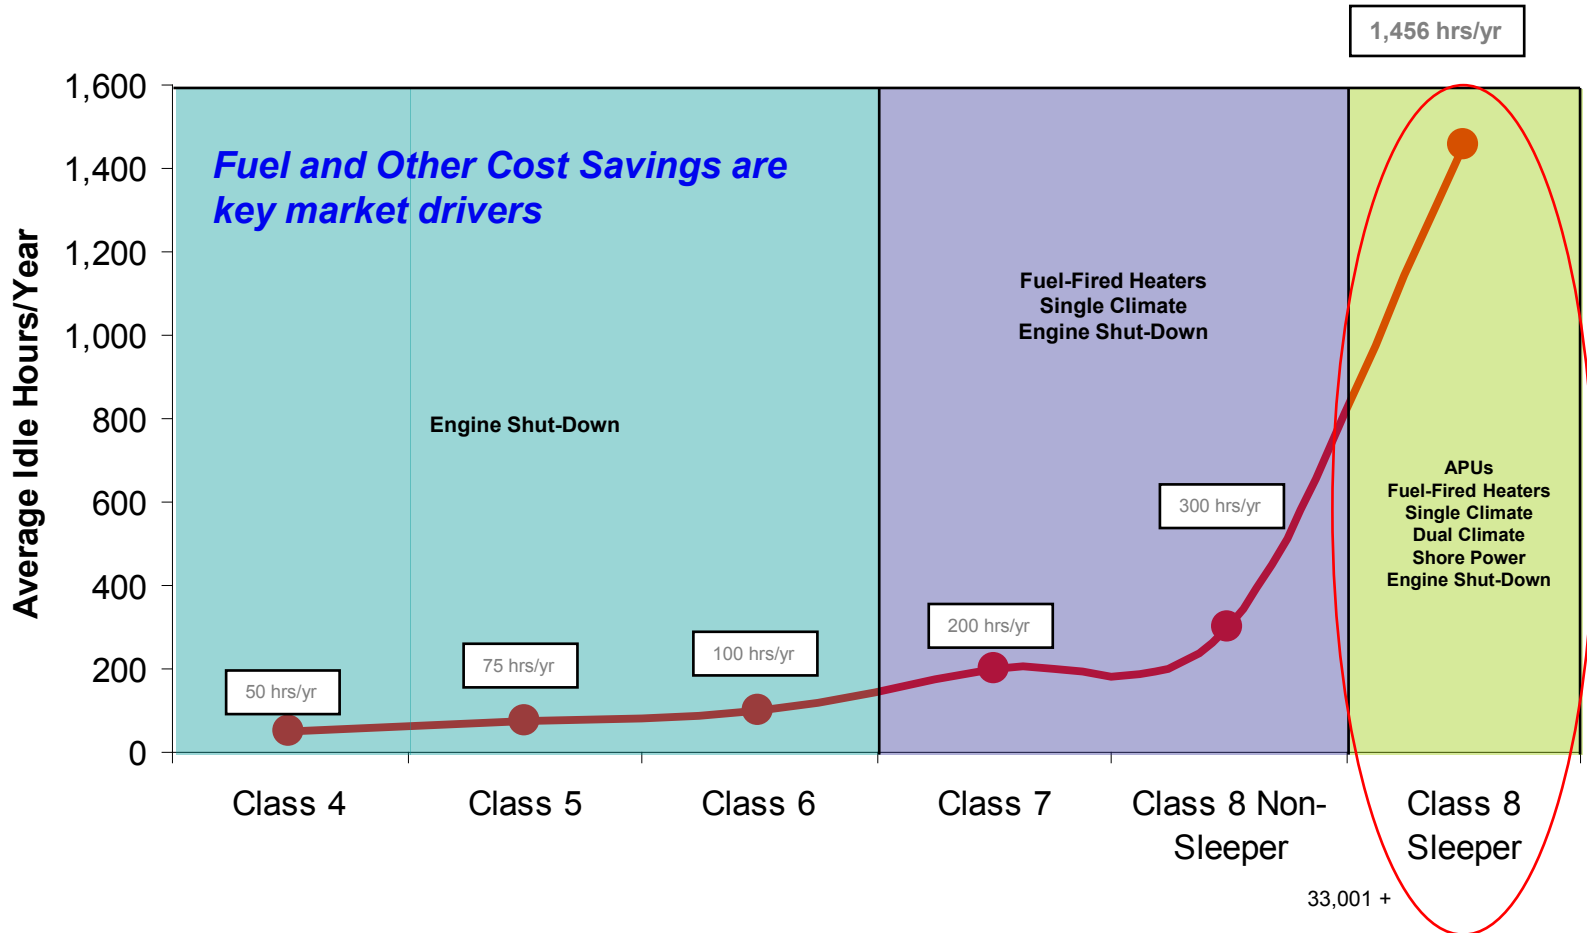 1,456 hrs/yr
1,600
1,400
1,200
1,000
800
600
400
200
0
Average Idle Hours/Year
Fuel and Other Cost Savings are
key market drivers
Engine Shut-Down
Fuel-Fired Heaters
Single Climate
Engine Shut-Down
APUs
Fuel-Fired Heaters
Single Climate
Dual Climate
Shore Power
Engine Shut-Down
50 hrs/yr
75 hrs/yr
100 hrs/yr
200 hrs/yr
300 hrs/yr
Class 4
Class 5
Class 6
Class 7
Class 8 Non-
Sleeper
Class 8
Sleeper
33,001 +